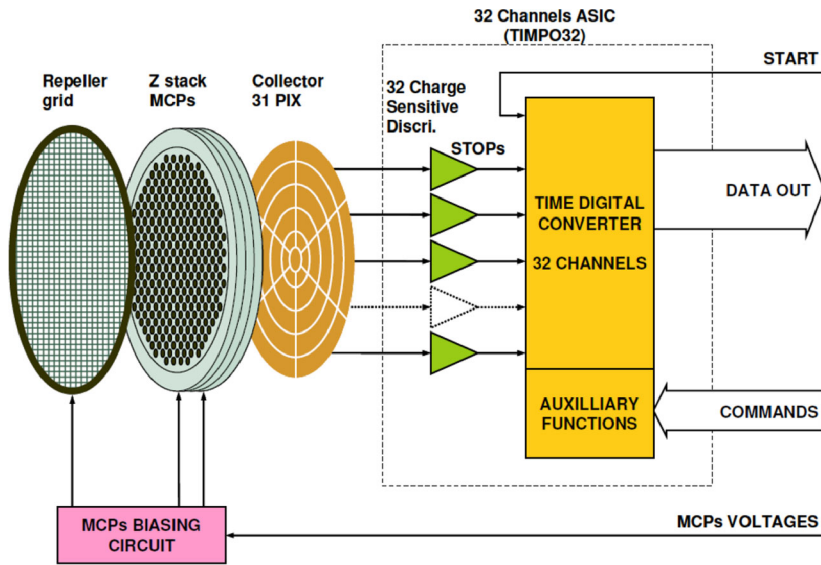 32 Channels ASIC
(TIMPO32)
START
Repeller
grid
Z stack
MCPs
Collector
31 PIX
32 Charge
Sensitive
Discri.
STOPs
TIME DIGITAL
CONVERTER
32 CHANNELS
DATA OUT
AUXILLIARY
FUNCTIONS
COMMANDS
MCPs BIASING
CIRCUIT
MCPs VOLTAGES